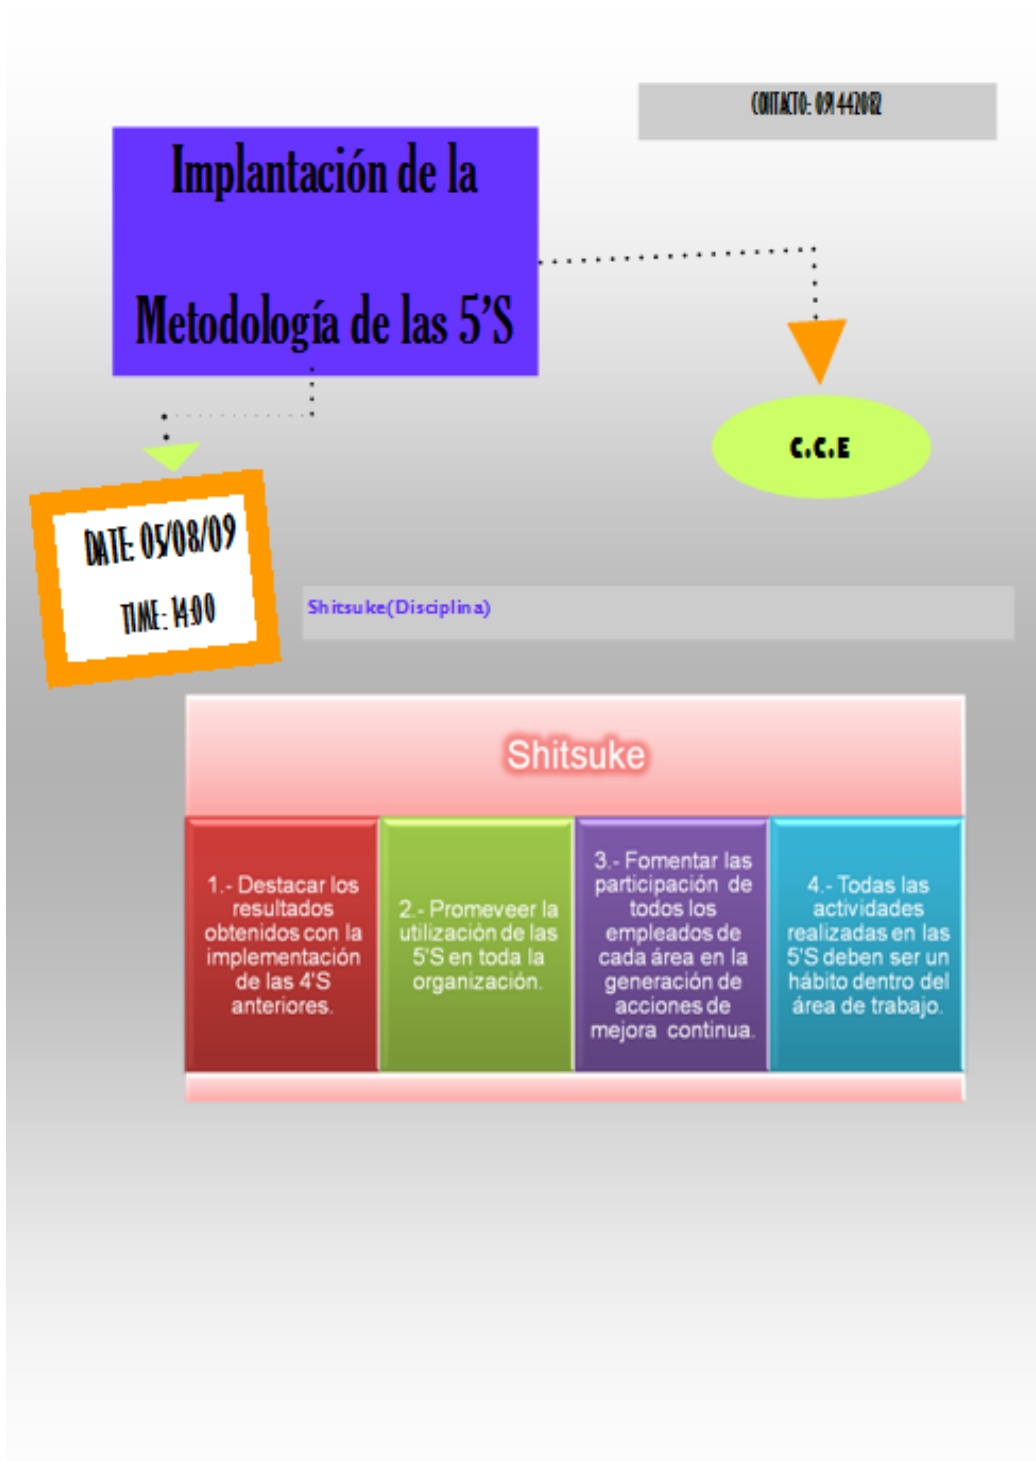 CONTACTO: 091442082
Implantación de la
Metodología de las 5'S
C.C.E
DATE: 05/08/09
TIME: 14:00
Shitsuke(Disciplina)
Shitsuke
1.- Destacar los
resultados
obtenidos con la
implementación
de las 4'S
anteriores.
2.- Promeveer la
utilización de las
5'S en toda la
organización.
3.- Fomentar las
participación de
todos los
empleados de
cada área en la
generación de
acciones de
mejora continua.
4.- Todas las
actividades
realizadas en las
5'S deben ser un
hábito dentro del
área de trabajo.